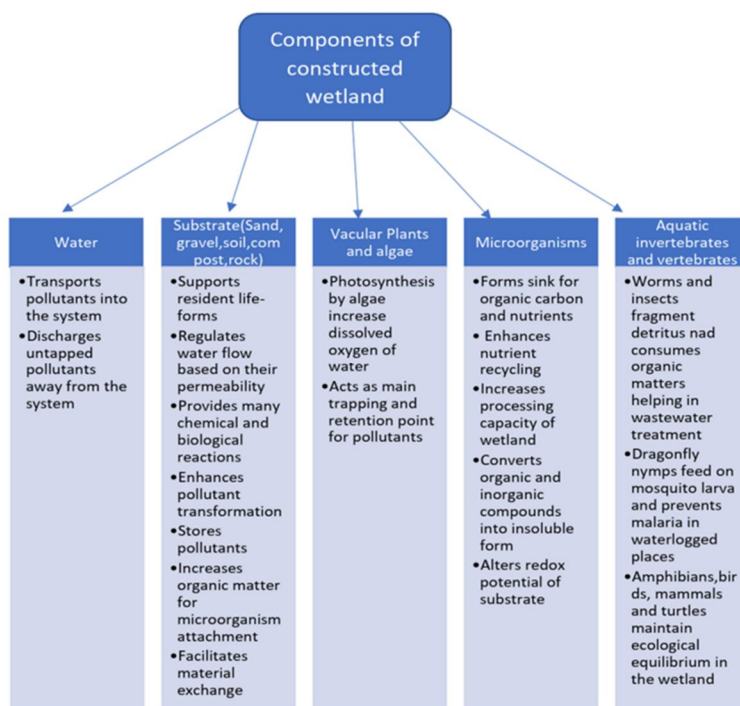 Components of
constructed
wetland
Water
•Transports
pollutants into
the system
•Discharges
untapped
pollutants
away from the
system
Substrate(Sand,
gravel,soil,com
post,rock)
•Supports
resident life-
forms
•Regulates
water flow
based on their
permeability
•Provides many
chemical and
biological
reactions
•Enhances
pollutant
transformation
•Stores
pollutants
•Increases
organic matter
for
microorganism
attachment
•Facilitates
material
exchange
Vacular Plants
and algae
•Photosynthesis
by algae
increase
dissolved
oxygen of
water
•Acts as main
trapping and
retention point
for pollutants
Microorganisms
•Forms sink for
organic carbon
and nutrients
• Enhances
nutrient
recycling
•Increases
processing
capacity of
wetland
•Converts
organic and
inorganic
compounds
into insoluble
form
•Alters redox
potential of
substrate
Aquatic
invertebrates
and vertebrates
•Worms and
insects
fragment
detritus nad
consumes
organic
matters
helping in
wastewater
treatment
•Dragonfly
nymps feed on
mosquito larva
and prevents
malaria in
waterlogged
places
•Amphibians,bir
ds, mammals
and turtles
maintain
ecological
equilibrium in
the wetland